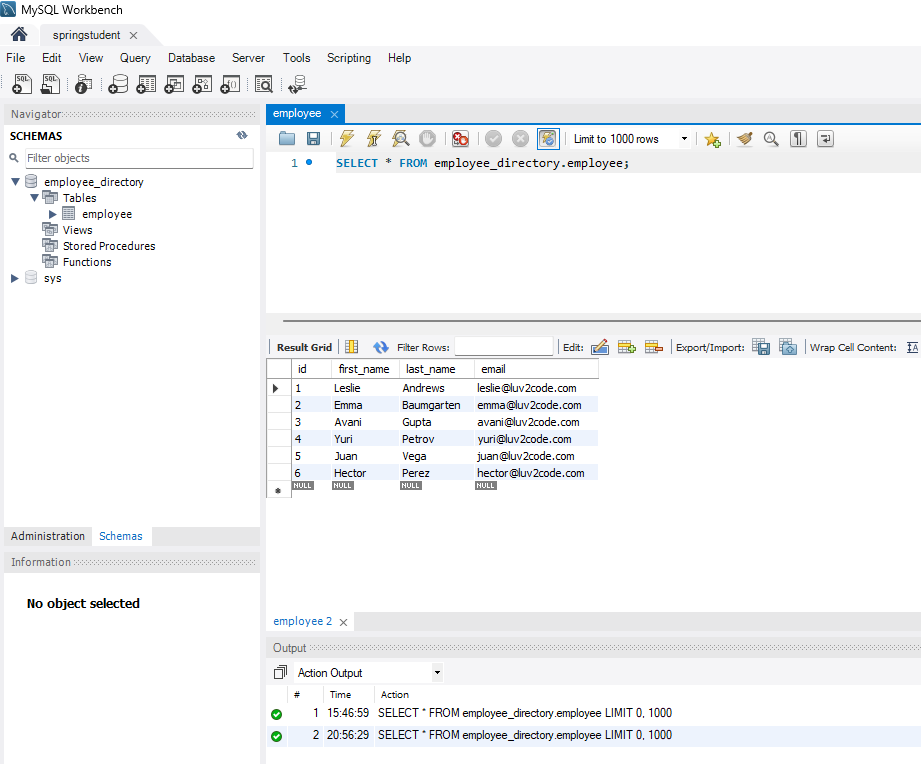 MySQL Workbench
springstudent
File Edit View Query Database Server Tools Scripting Help
Navigator
SCHEMAS
Filter objects
employee_directory
Tables
employee
Views
Stored Procedures
Functions
sys
Administration Schemas
Information
No object selected
employee
Limit to 1000 rows
1 SELECT * FROM employee_directory.employee;
Result Grid Filter Rows: Edit: Export/Import: Wrap Cell Content:
id first_name last_name email
1 Leslie Andrews leslie@luv2code.com
2 Emma Baumgarten emma@luv2code.com
3 Avani Gupta avani@luv2code.com
4 Yuri Petrov yuri@luv2code.com
5 Juan Vega juan@luv2code.com
6 Hector Perez hector@luv2code.com
NULL NULL NULL NULL
employee 2
Output
Action Output
# Time Action
1 15:46:59 SELECT * FROM employee_directory.employee LIMIT 0, 1000
2 20:56:29 SELECT * FROM employee_directory.employee LIMIT 0, 1000